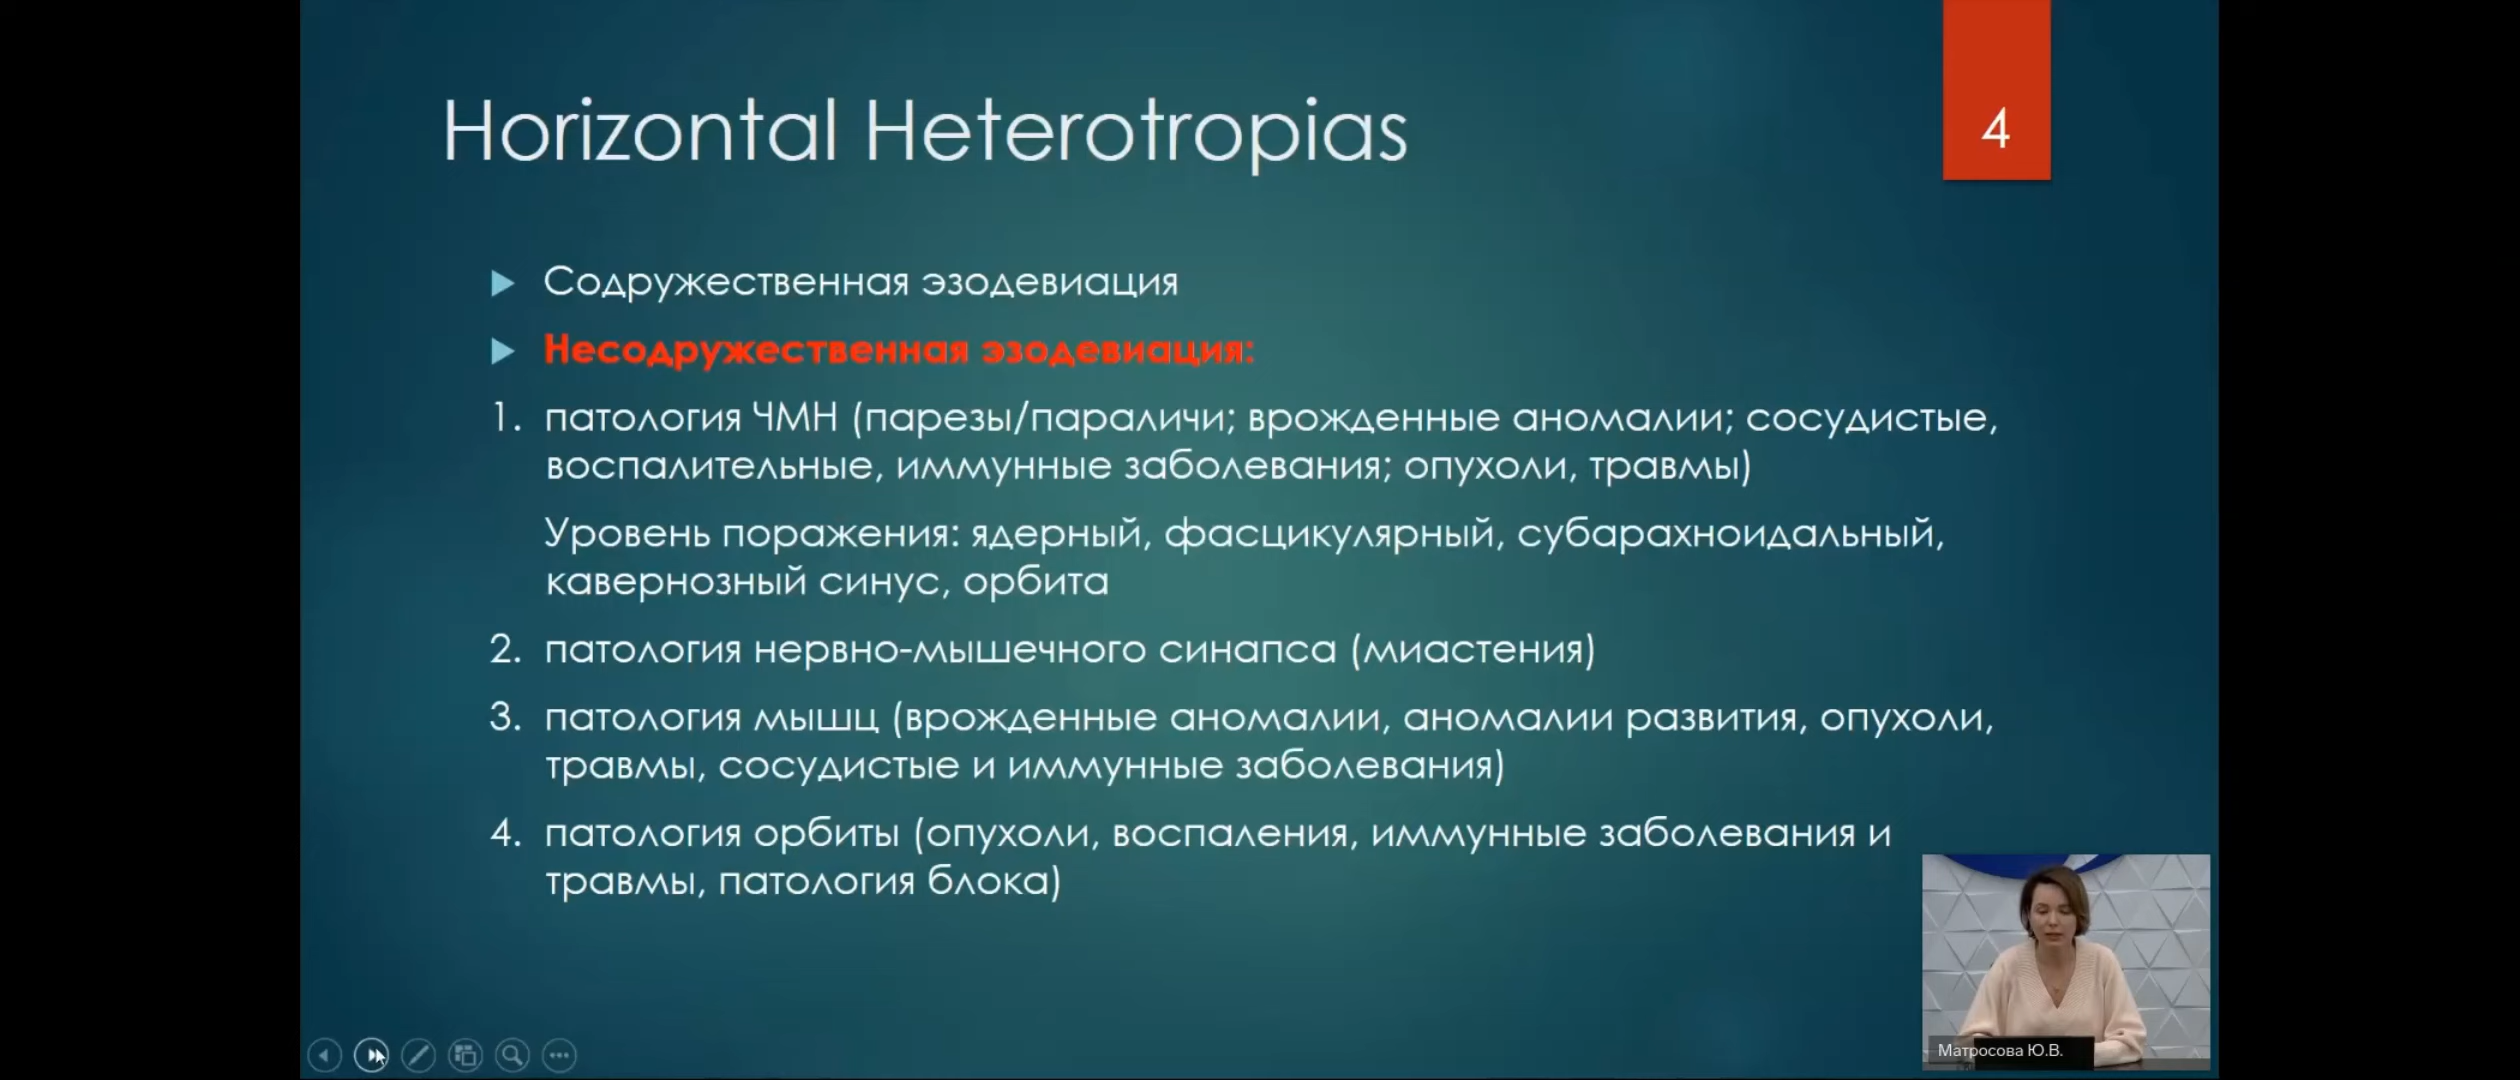 Horizontal Heterotropias
4
Содружественная эзодевиация
Несодружественная эзодевиация:
1. патология ЧМН (парезы/параличи; врожденные аномалии; сосудистые,
воспалительные, иммунные заболевания; опухоли, травмы)
Уровень поражения: ядерный, фасцикулярный, субарахноидальный,
кавернозный синус, орбита
2. патология нервно-мышечного синапса (миастения)
3. патология мышц (врожденные аномалии, аномалии развития, опухоли,
травмы, сосудистые и иммунные заболевания)
4. патология орбиты (опухоли, воспаления, иммунные заболевания и
травмы, патология блока)
Матросова Ю.В.